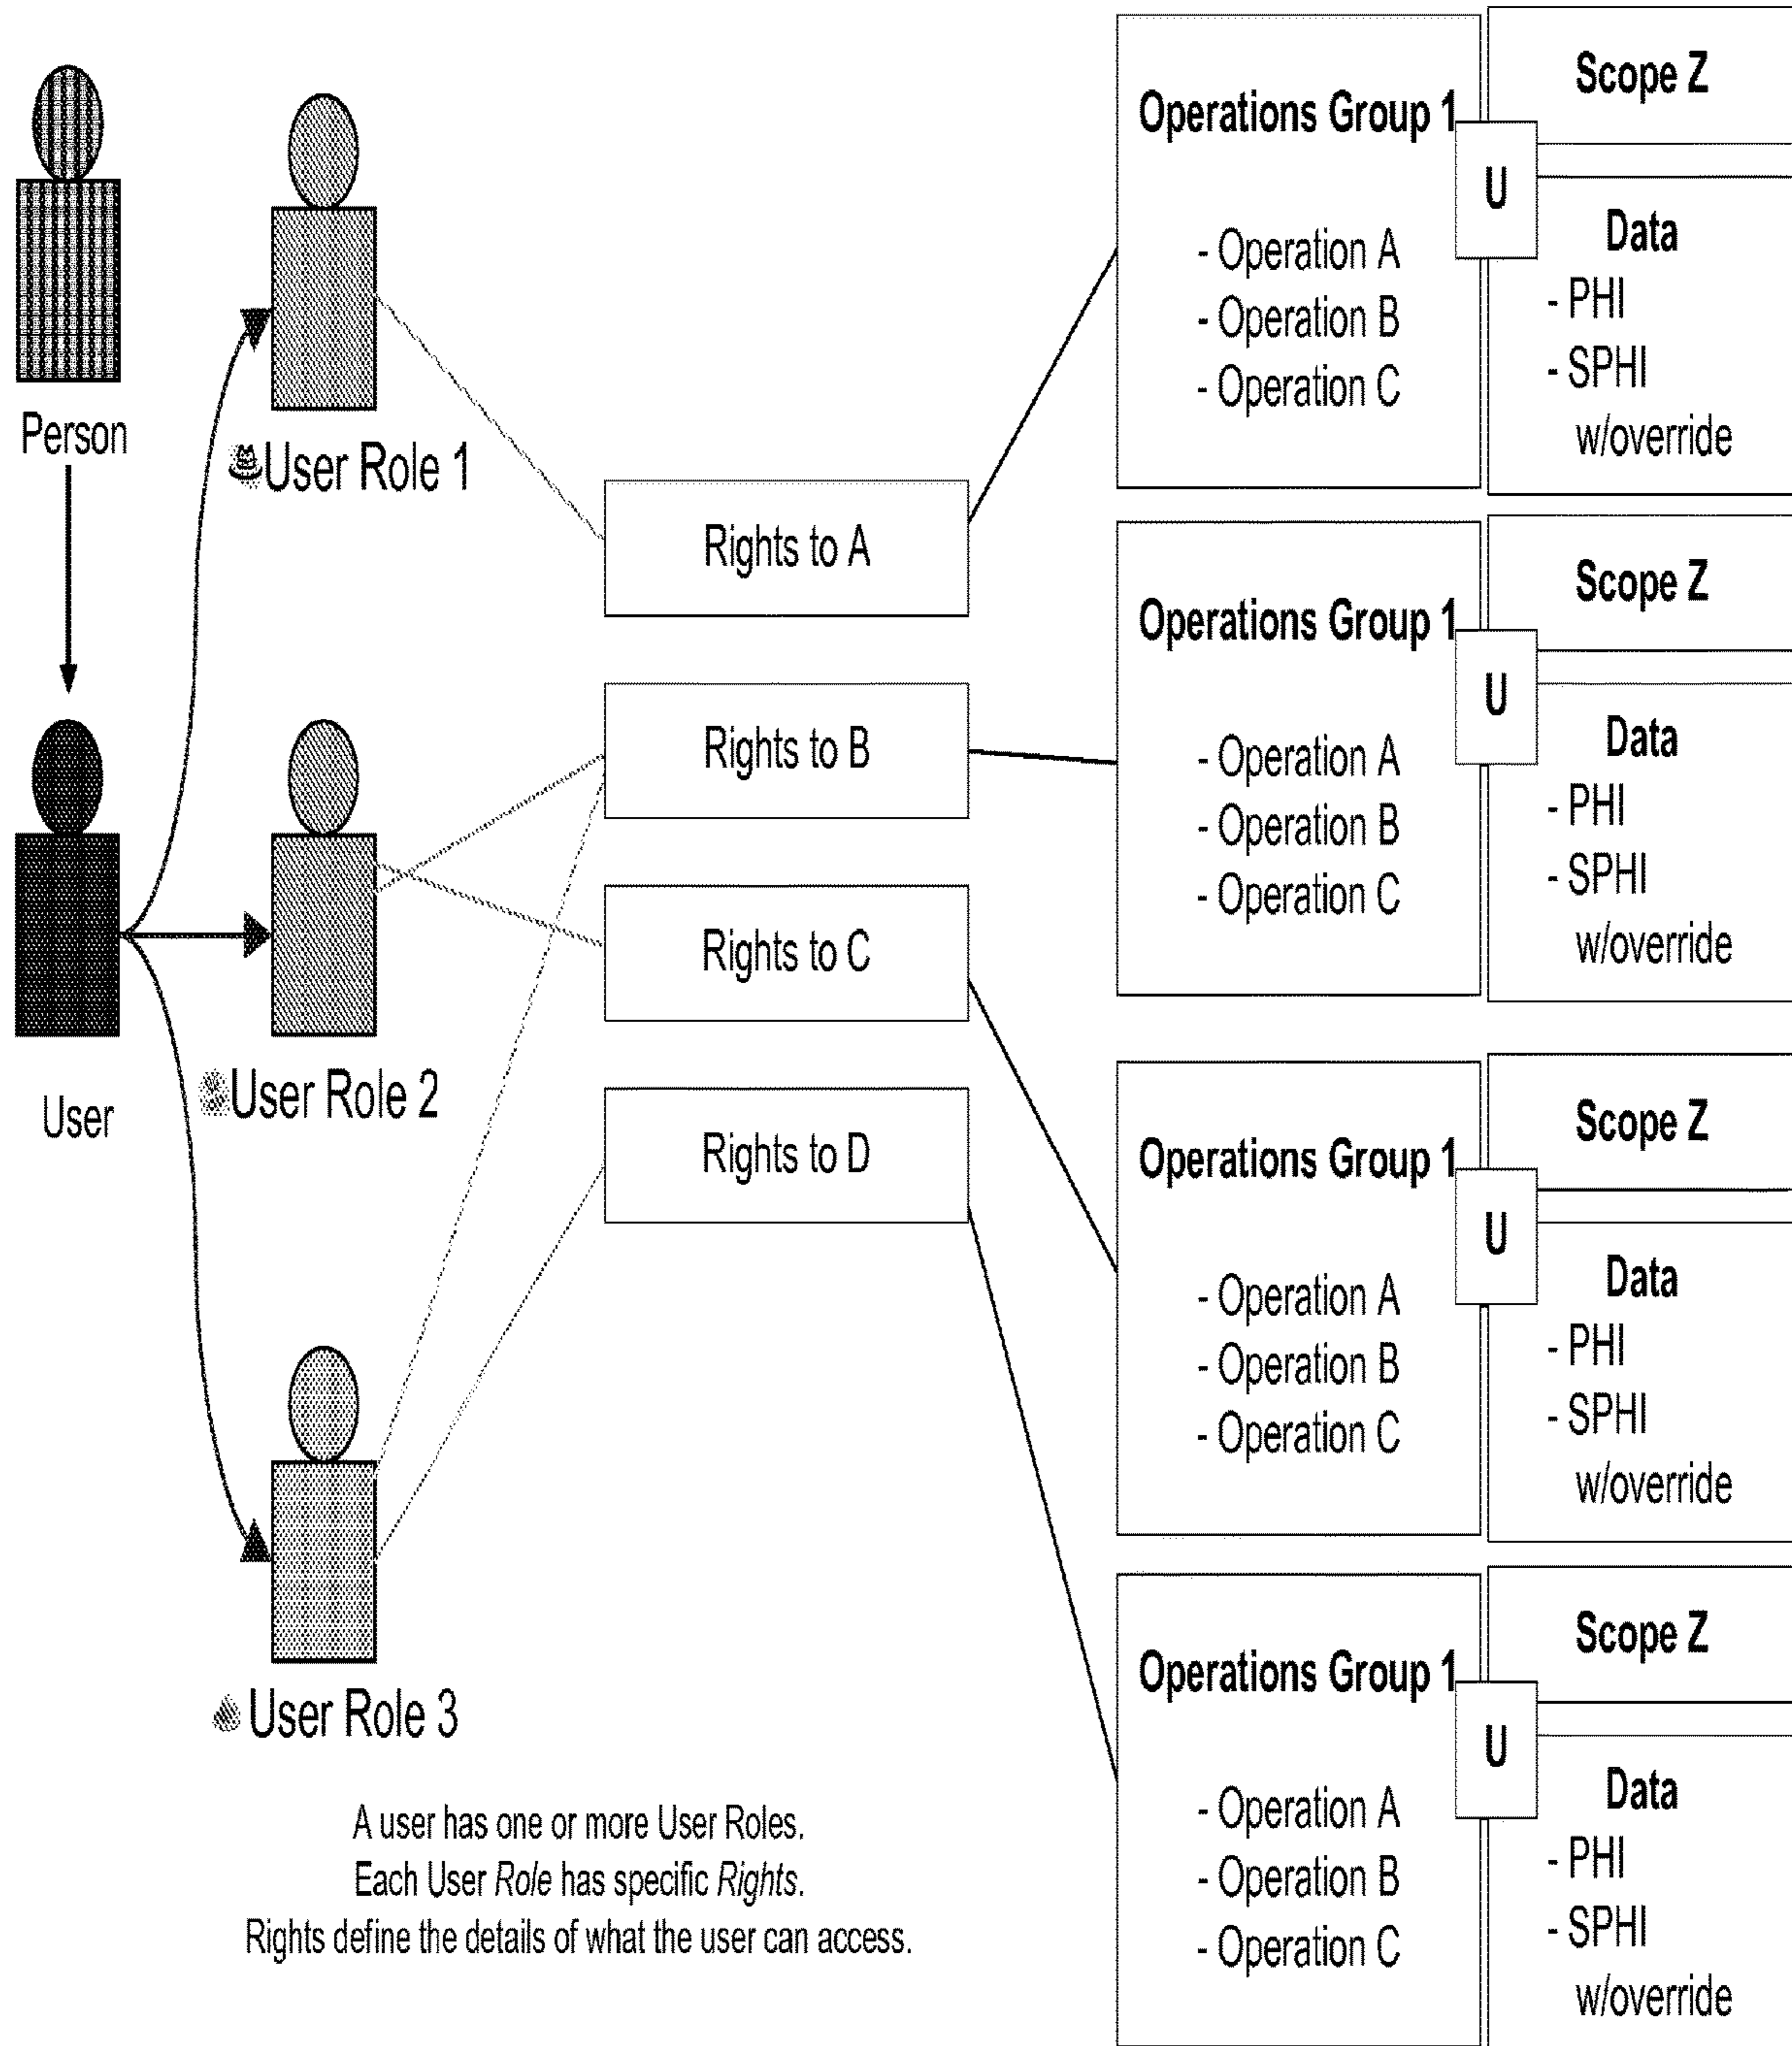 Person
User
User Role 1
User Role 2
User Role 3
Rights to A
Rights to B
Rights to C
Rights to D
Operations Group 1
- Operation A
- Operation B
- Operation C
U
Scope Z
Data
- PHI
- SPHI
w/override
Operations Group 1
- Operation A
- Operation B
- Operation C
U
Scope Z
Data
- PHI
- SPHI
w/override
Operations Group 1
- Operation A
- Operation B
- Operation C
U
Scope Z
Data
- PHI
- SPHI
w/override
Operations Group 1
- Operation A
- Operation B
- Operation C
U
Scope Z
Data
- PHI
- SPHI
w/override
A user has one or more User Roles.
Each User Role has specific Rights.
Rights define the details of what the user can access.